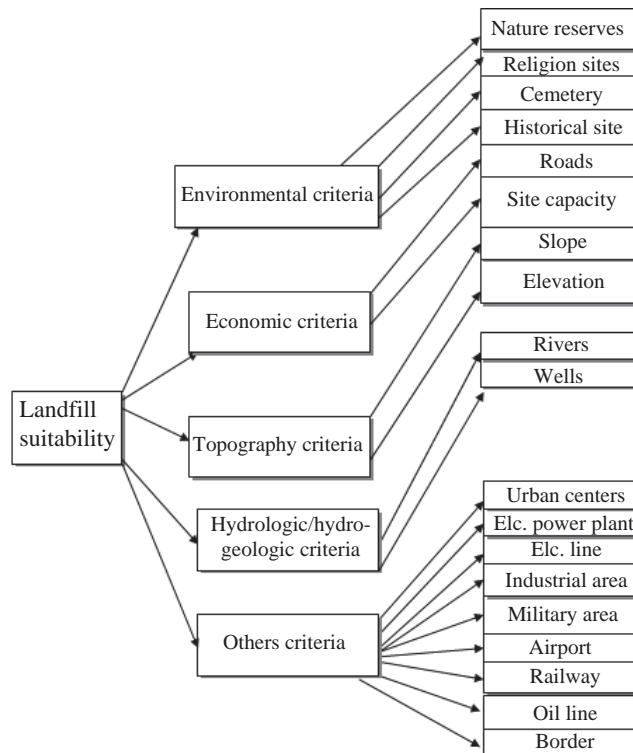 Landfill
suitability
Environmental criteria
Economic criteria
Topography criteria
Hydrologic/hydro-
geologic criteria
Others criteria
Nature reserves
Religion sites
Cemetery
Historical site
Roads
Site capacity
Slope
Elevation
Rivers
Wells
Urban centers
Elc. power plant
Elc. line
Industrial area
Military area
Airport
Railway
Oil line
Border